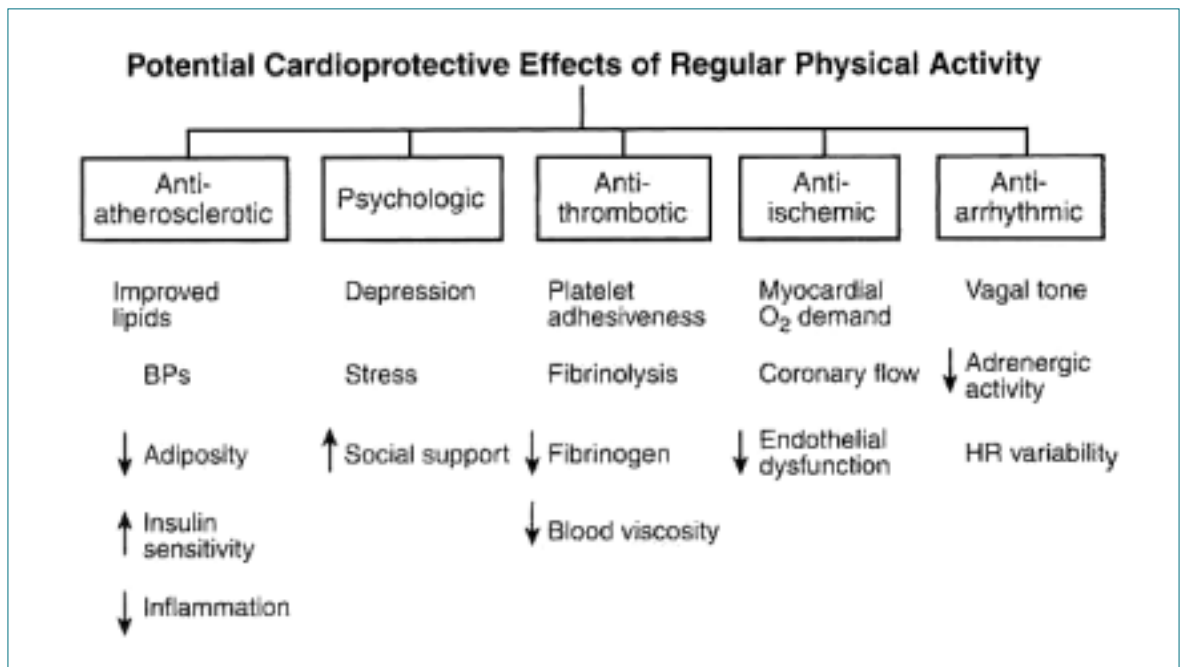 Potential Cardioprotective Effects of Regular Physical Activity
Anti-
atherosclerotic
Psychologic
Anti-
thrombotic
Anti-
ischemic
Anti-
arrhythmic
Improved
lipids
BPs
↓ Adiposity
↑ Insulin
sensitivity
↓ Inflammation
Depression
Stress
↑ Social support
Platelet
adhesiveness
Fibrinolysis
↓ Fibrinogen
↓ Blood viscosity
Myocardial
O₂ demand
Coronary flow
↓ Endothelial
dysfunction
Vagal tone
↓ Adrenergic
activity
HR variability